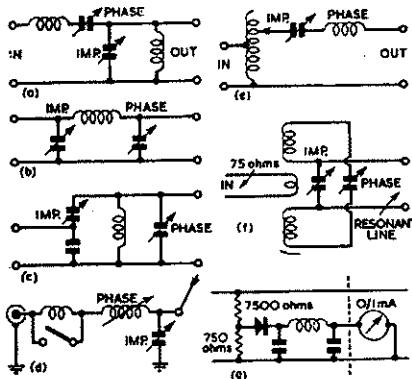 PHASE
IN
IMP.
OUT
(a)
IMP.
PHASE
(b)
IMP.
PHASE
(c)
PHASE
IMP.
(d)
IMP.
PHASE
IN
OUT
(e)
75 ohms
IN
IMP.
PHASE
RESONANT
LINE
(f)
7500 ohms
0/1mA
750
ohms
(g)